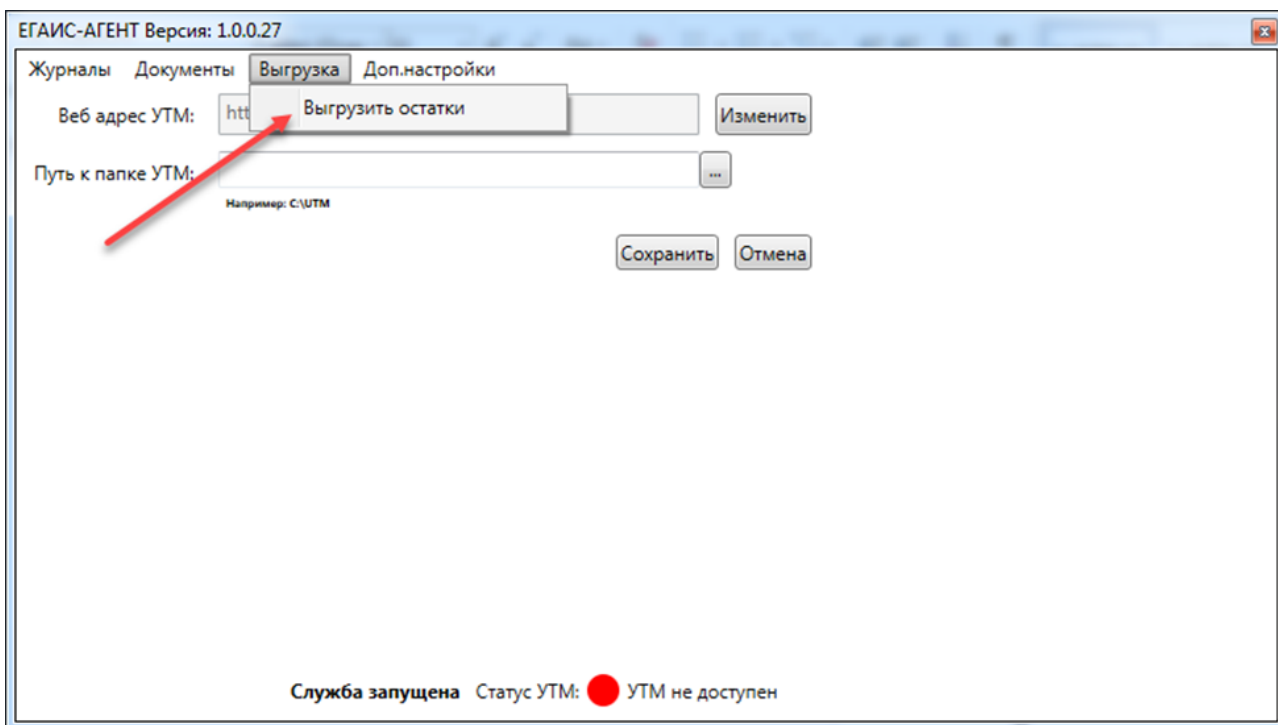 ЕГАИС-АГЕНТ Версия: 1.0.0.27
Журналы Документы Выгрузка Доп.настройки
Выгрузить остатки
Веб адрес УТМ: htt Изменить
Путь к папке УТМ: ...
Например: C:\UTM
Сохранить Отмена
Служба запущена Статус УТМ: УТМ не доступен